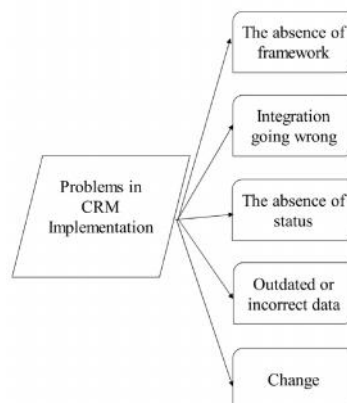 The absence of
framework
Integration
going wrong
Problems in
CRM
Implementation
The absence of
status
Outdated or
incorrect data
Change